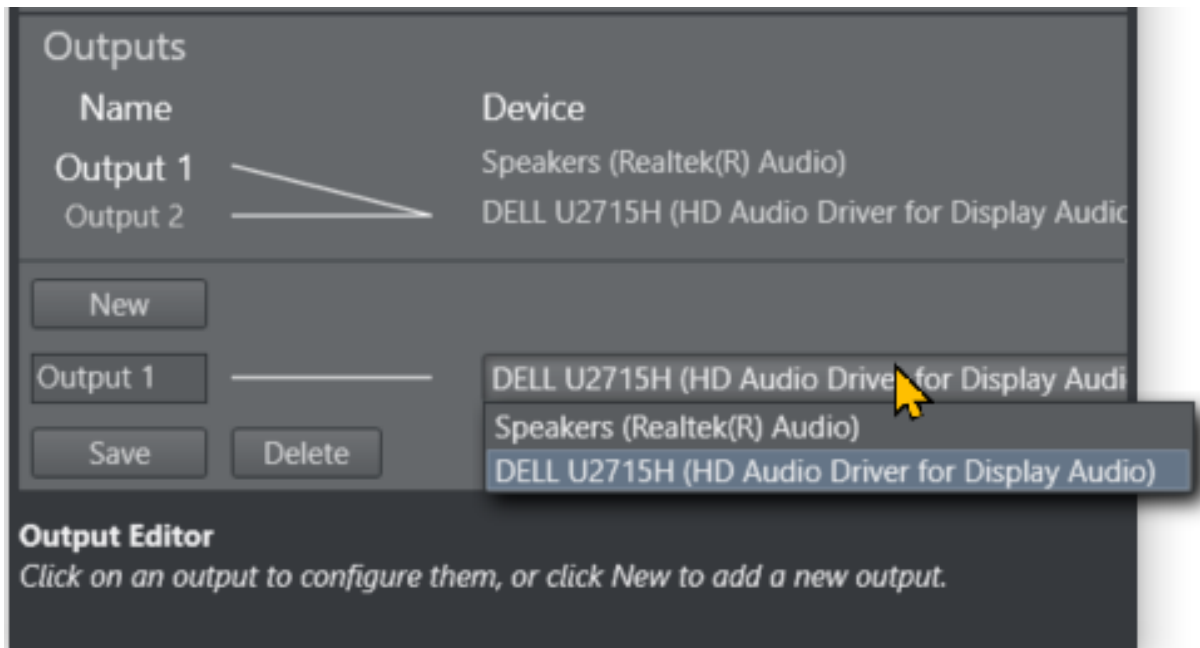 Outputs
Name Device
Output 1 Speakers (Realtek(R) Audio)
Output 2 DELL U2715H (HD Audio Driver for Display Audio
New
Output 1 DELL U2715H (HD Audio Driver for Display Audi
Speakers (Realtek(R) Audio)
Save Delete DELL U2715H (HD Audio Driver for Display Audio)
Output Editor
Click on an output to configure them, or click New to add a new output.